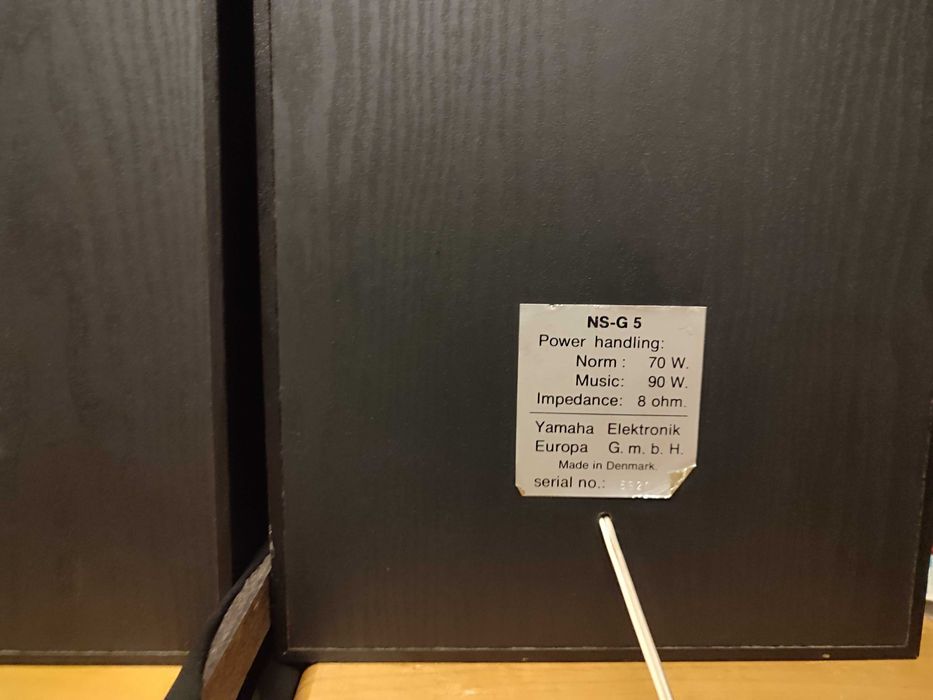 NS-G 5
Power handling:
Norm : 70 W.
Music: 90 W.
Impedance: 8 ohm.
Yamaha Elektronik
Europa G. m. b. H.
Made in Denmark.
serial no.: